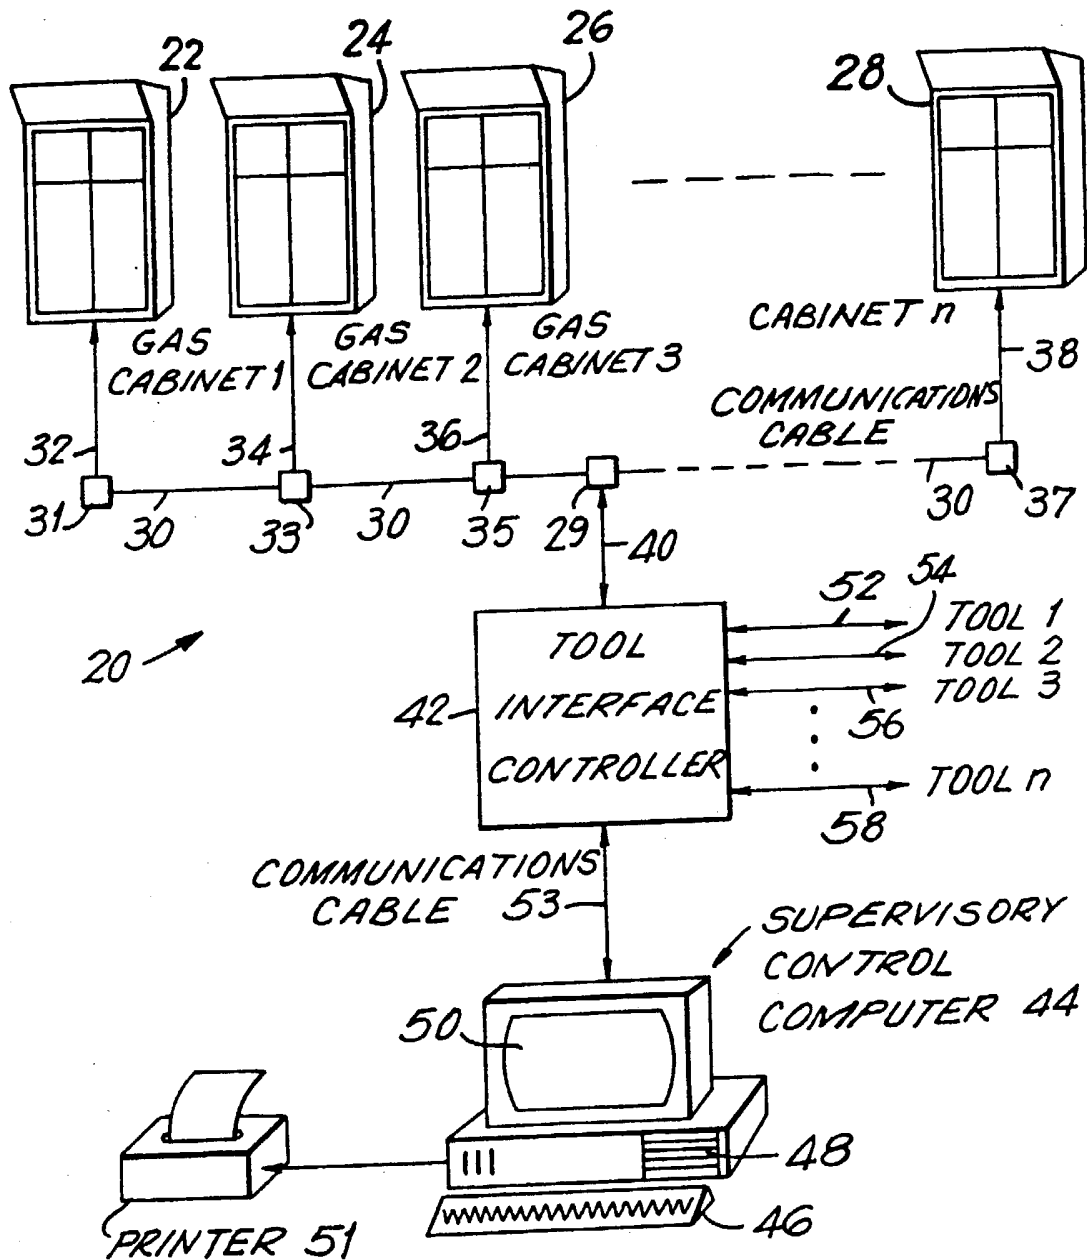 22
24
26
28
GAS
CABINET 1
GAS
CABINET 2
GAS
CABINET 3
CABINET n
38
COMMUNICATIONS
CABLE
32
34
36
31
30
33
30
35
29
40
30
37
20
42
TOOL
INTERFACE
CONTROLLER
52
54
TOOL 1
TOOL 2
TOOL 3
56
TOOL n
58
COMMUNICATIONS
CABLE
53
SUPERVISORY
CONTROL
COMPUTER 44
50
48
46
PRINTER 51